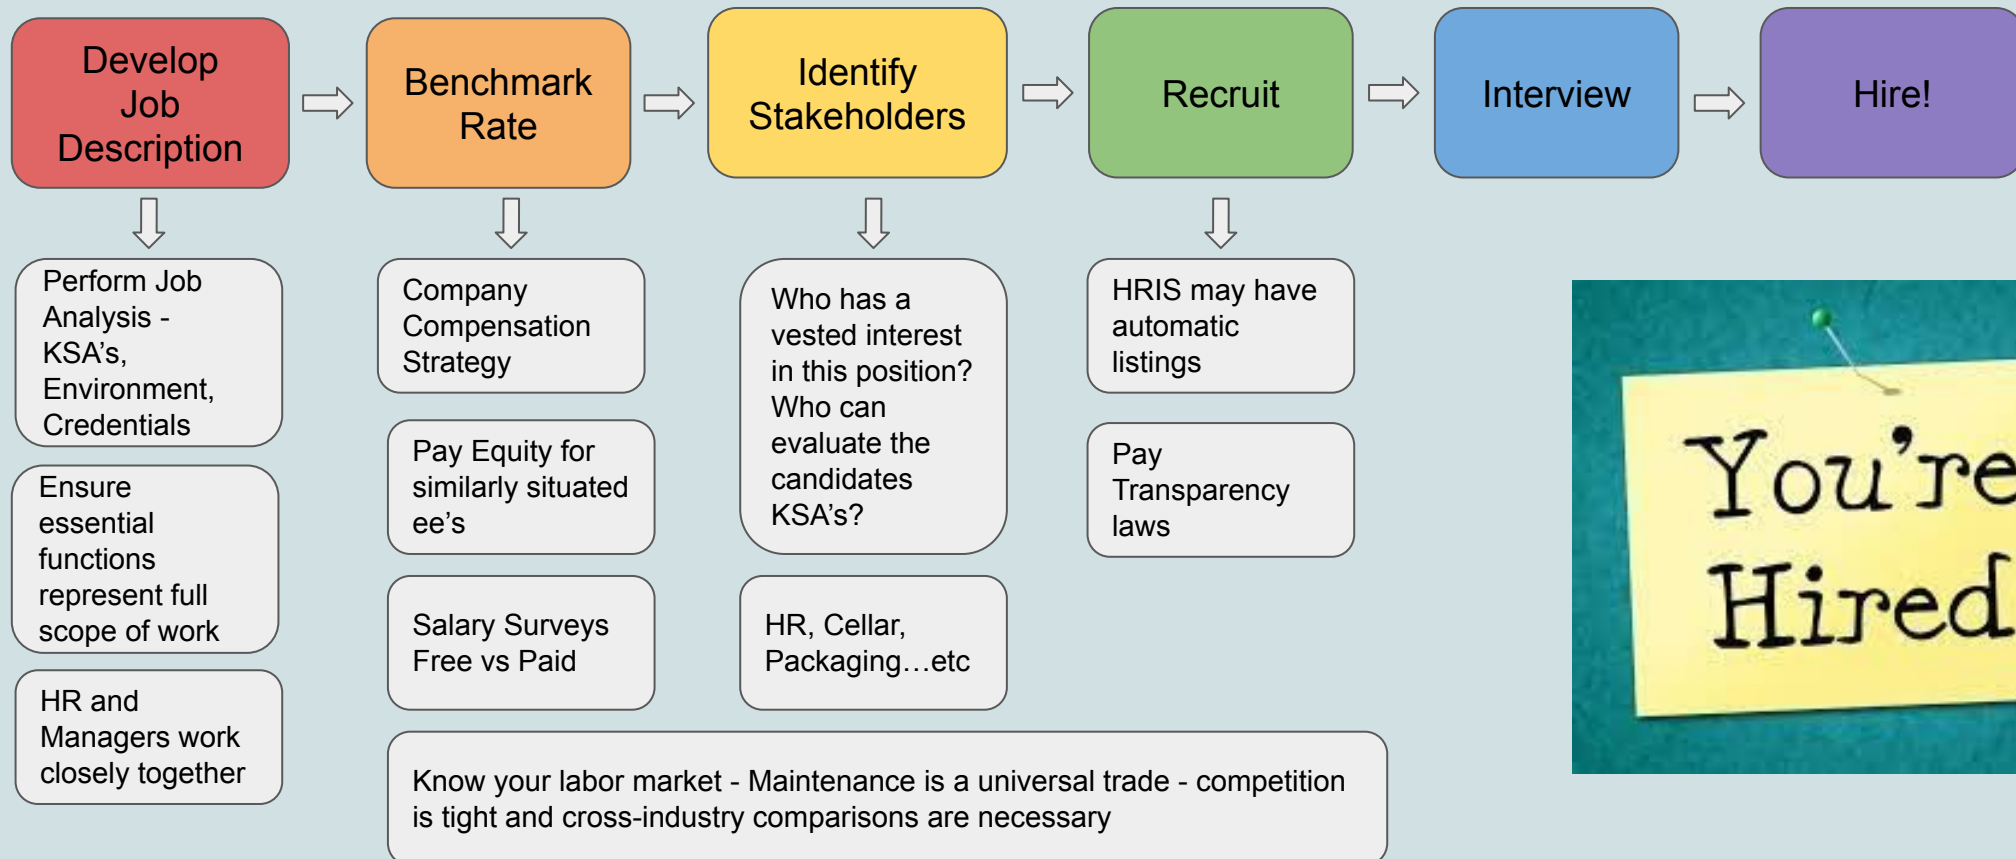 Develop
Job
Description
Benchmark
Rate
Identify
Stakeholders
Recruit
Interview
Hire!
Perform Job
Analysis -
KSA's,
Environment,
Credentials
Ensure
essential
functions
represent full
scope of work
HR and
Managers work
closely together
Company
Compensation
Strategy
Pay Equity for
similarly situated
ee's
Salary Surveys
Free vs Paid
Who has a
vested interest
in this position?
Who can
evaluate the
candidates
KSA's?
HR, Cellar,
Packaging…etc
HRIS may have
automatic
listings
Pay
Transparency
laws
Know your labor market - Maintenance is a universal trade - competition
is tight and cross-industry comparisons are necessary
You're
Hired